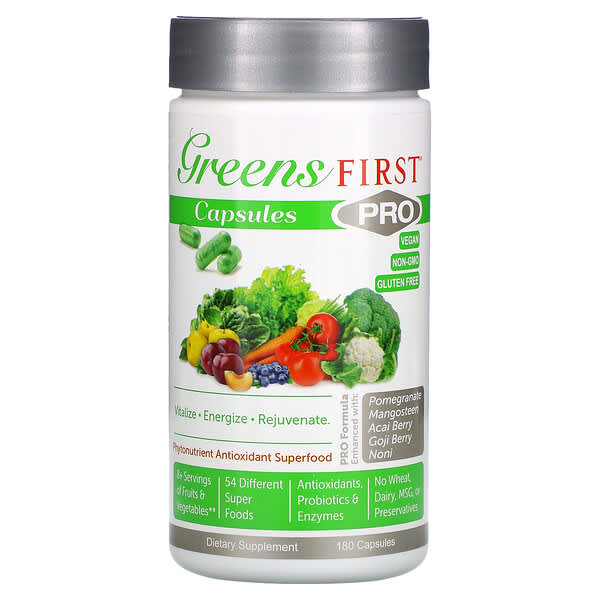 Greens FIRST
Capsules PRO
VEGAN
NON-GMO
GLUTEN FREE
Vitalize • Energize • Rejuvenate.
Phytonutrient Antioxidant Superfood
PRO Formula
Enhanced with:
Pomegranate
Mangosteen
Acai Berry
Goji Berry
Noni
8+ Servings
of Fruits &
Vegetables**
54 Different
Super
Foods
Antioxidants,
Probiotics &
Enzymes
No Wheat,
Dairy, MSG, or
Preservatives
Dietary Supplement
180 Capsules